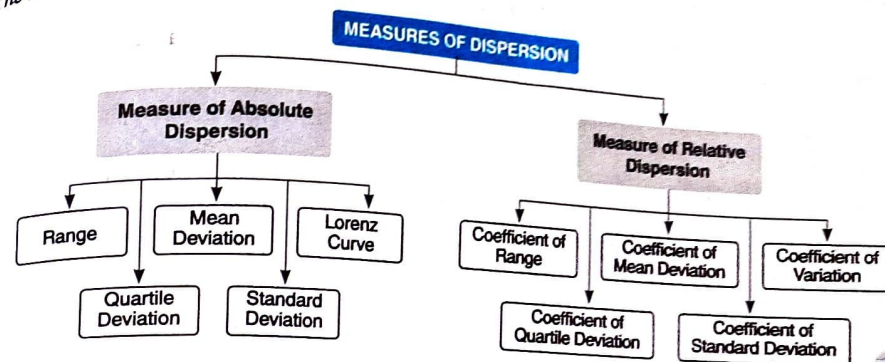 MEASURES OF DISPERSION
Measure of Absolute
Dispersion
Measure of Relative
Dispersion
Range
Mean
Deviation
Lorenz
Curve
Quartile
Deviation
Standard
Deviation
Coefficient of
Range
Coefficient of
Mean Deviation
Coefficient of
Variation
Coefficient of
Quartile Deviation
Coefficient of
Standard Deviation